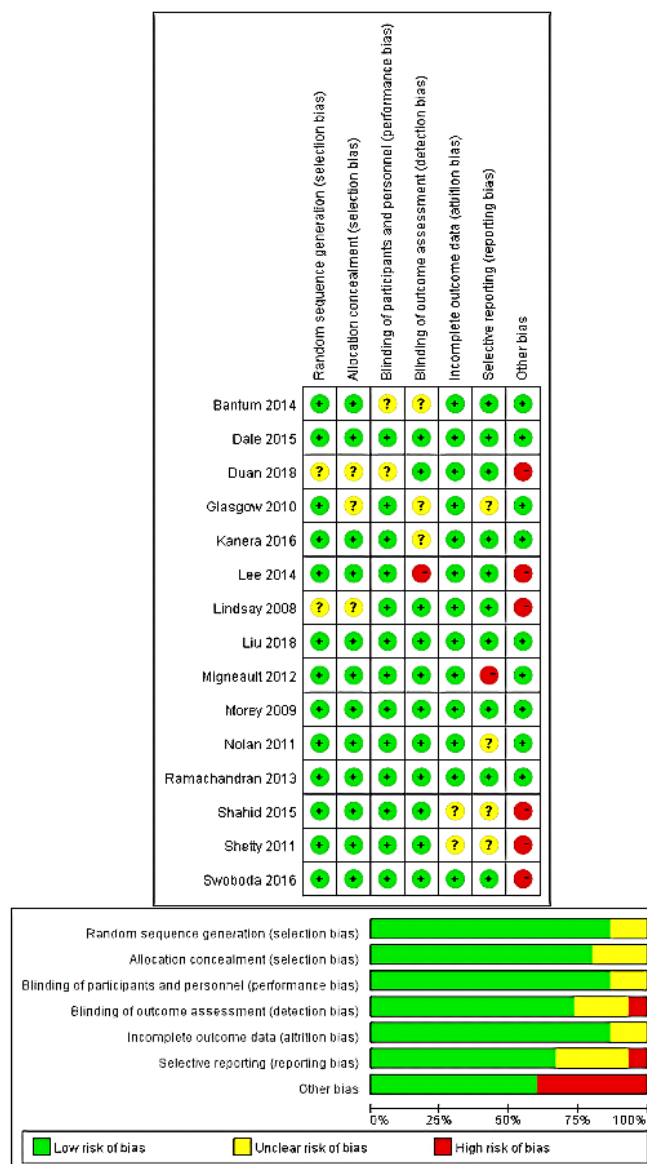 Random sequence generation (selection bias)
Allocation concealment (selection bias)
Blinding of participants and personnel (performance bias)
Blinding of outcome assessment (detection bias)
Incomplete outcome data (attrition bias)
Selective reporting (reporting bias)
Other bias
Bantum 2014 + + ? ? + + +
Dale 2015 + + + + + + +
Duan 2018 ? ? ? + + + -
Glasgow 2010 + ? + ? + ? +
Kanera 2016 + + + ? + + +
Lee 2014 + + + - + + -
Lindsay 2008 ? ? + + + + -
Liu 2018 + + + + + + +
Migneault 2012 + + + + + - +
Morey 2009 + + + + + + +
Nolan 2011 + + + + + ? +
Ramachandran 2013 + + + + + + +
Shahid 2015 + + + + ? ? -
Shetty 2011 + + + + ? ? -
Swoboda 2016 + + + + + + -
Random sequence generation (selection bias)
Allocation concealment (selection bias)
Blinding of participants and personnel (performance bias)
Blinding of outcome assessment (detection bias)
Incomplete outcome data (attrition bias)
Selective reporting (reporting bias)
Other bias
0% 25% 50% 75% 100%
Low risk of bias Unclear risk of bias High risk of bias